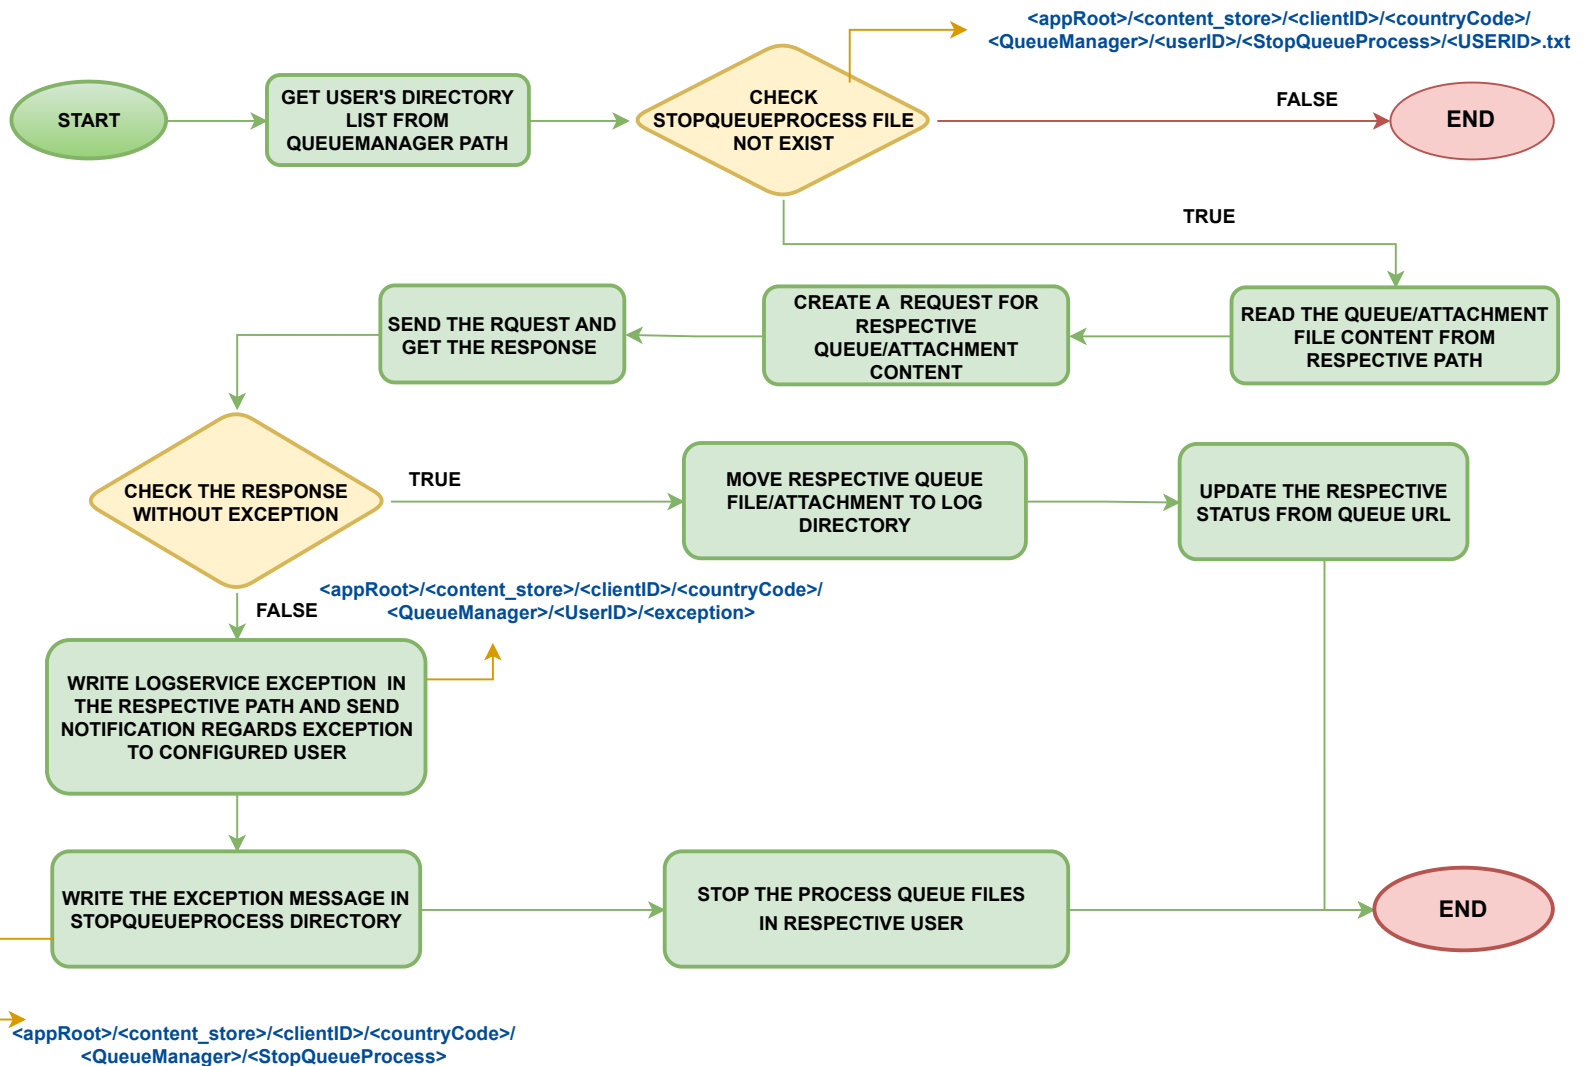 <appRoot>/<content_store>/<clientID>/<countryCode>/
<QueueManager>/<userID>/<StopQueueProcess>/<USERID>.txt
START
GET USER'S DIRECTORY
LIST FROM
QUEUEMANAGER PATH
CHECK
STOPQUEUEPROCESS FILE
NOT EXIST
FALSE
END
TRUE
SEND THE RQUEST AND
GET THE RESPONSE
CREATE A  REQUEST FOR
RESPECTIVE
QUEUE/ATTACHMENT
CONTENT
READ THE QUEUE/ATTACHMENT
FILE CONTENT FROM
RESPECTIVE PATH
CHECK THE RESPONSE
WITHOUT EXCEPTION
TRUE
MOVE RESPECTIVE QUEUE
FILE/ATTACHMENT TO LOG
DIRECTORY
UPDATE THE RESPECTIVE
STATUS FROM QUEUE URL
FALSE
<appRoot>/<content_store>/<clientID>/<countryCode>/
<QueueManager>/<UserID>/<exception>
WRITE LOGSERVICE EXCEPTION  IN
THE RESPECTIVE PATH AND SEND
NOTIFICATION REGARDS EXCEPTION
TO CONFIGURED USER
WRITE THE EXCEPTION MESSAGE IN
STOPQUEUEPROCESS DIRECTORY
STOP THE PROCESS QUEUE FILES
IN RESPECTIVE USER
END
<appRoot>/<content_store>/<clientID>/<countryCode>/
<QueueManager>/<StopQueueProcess>